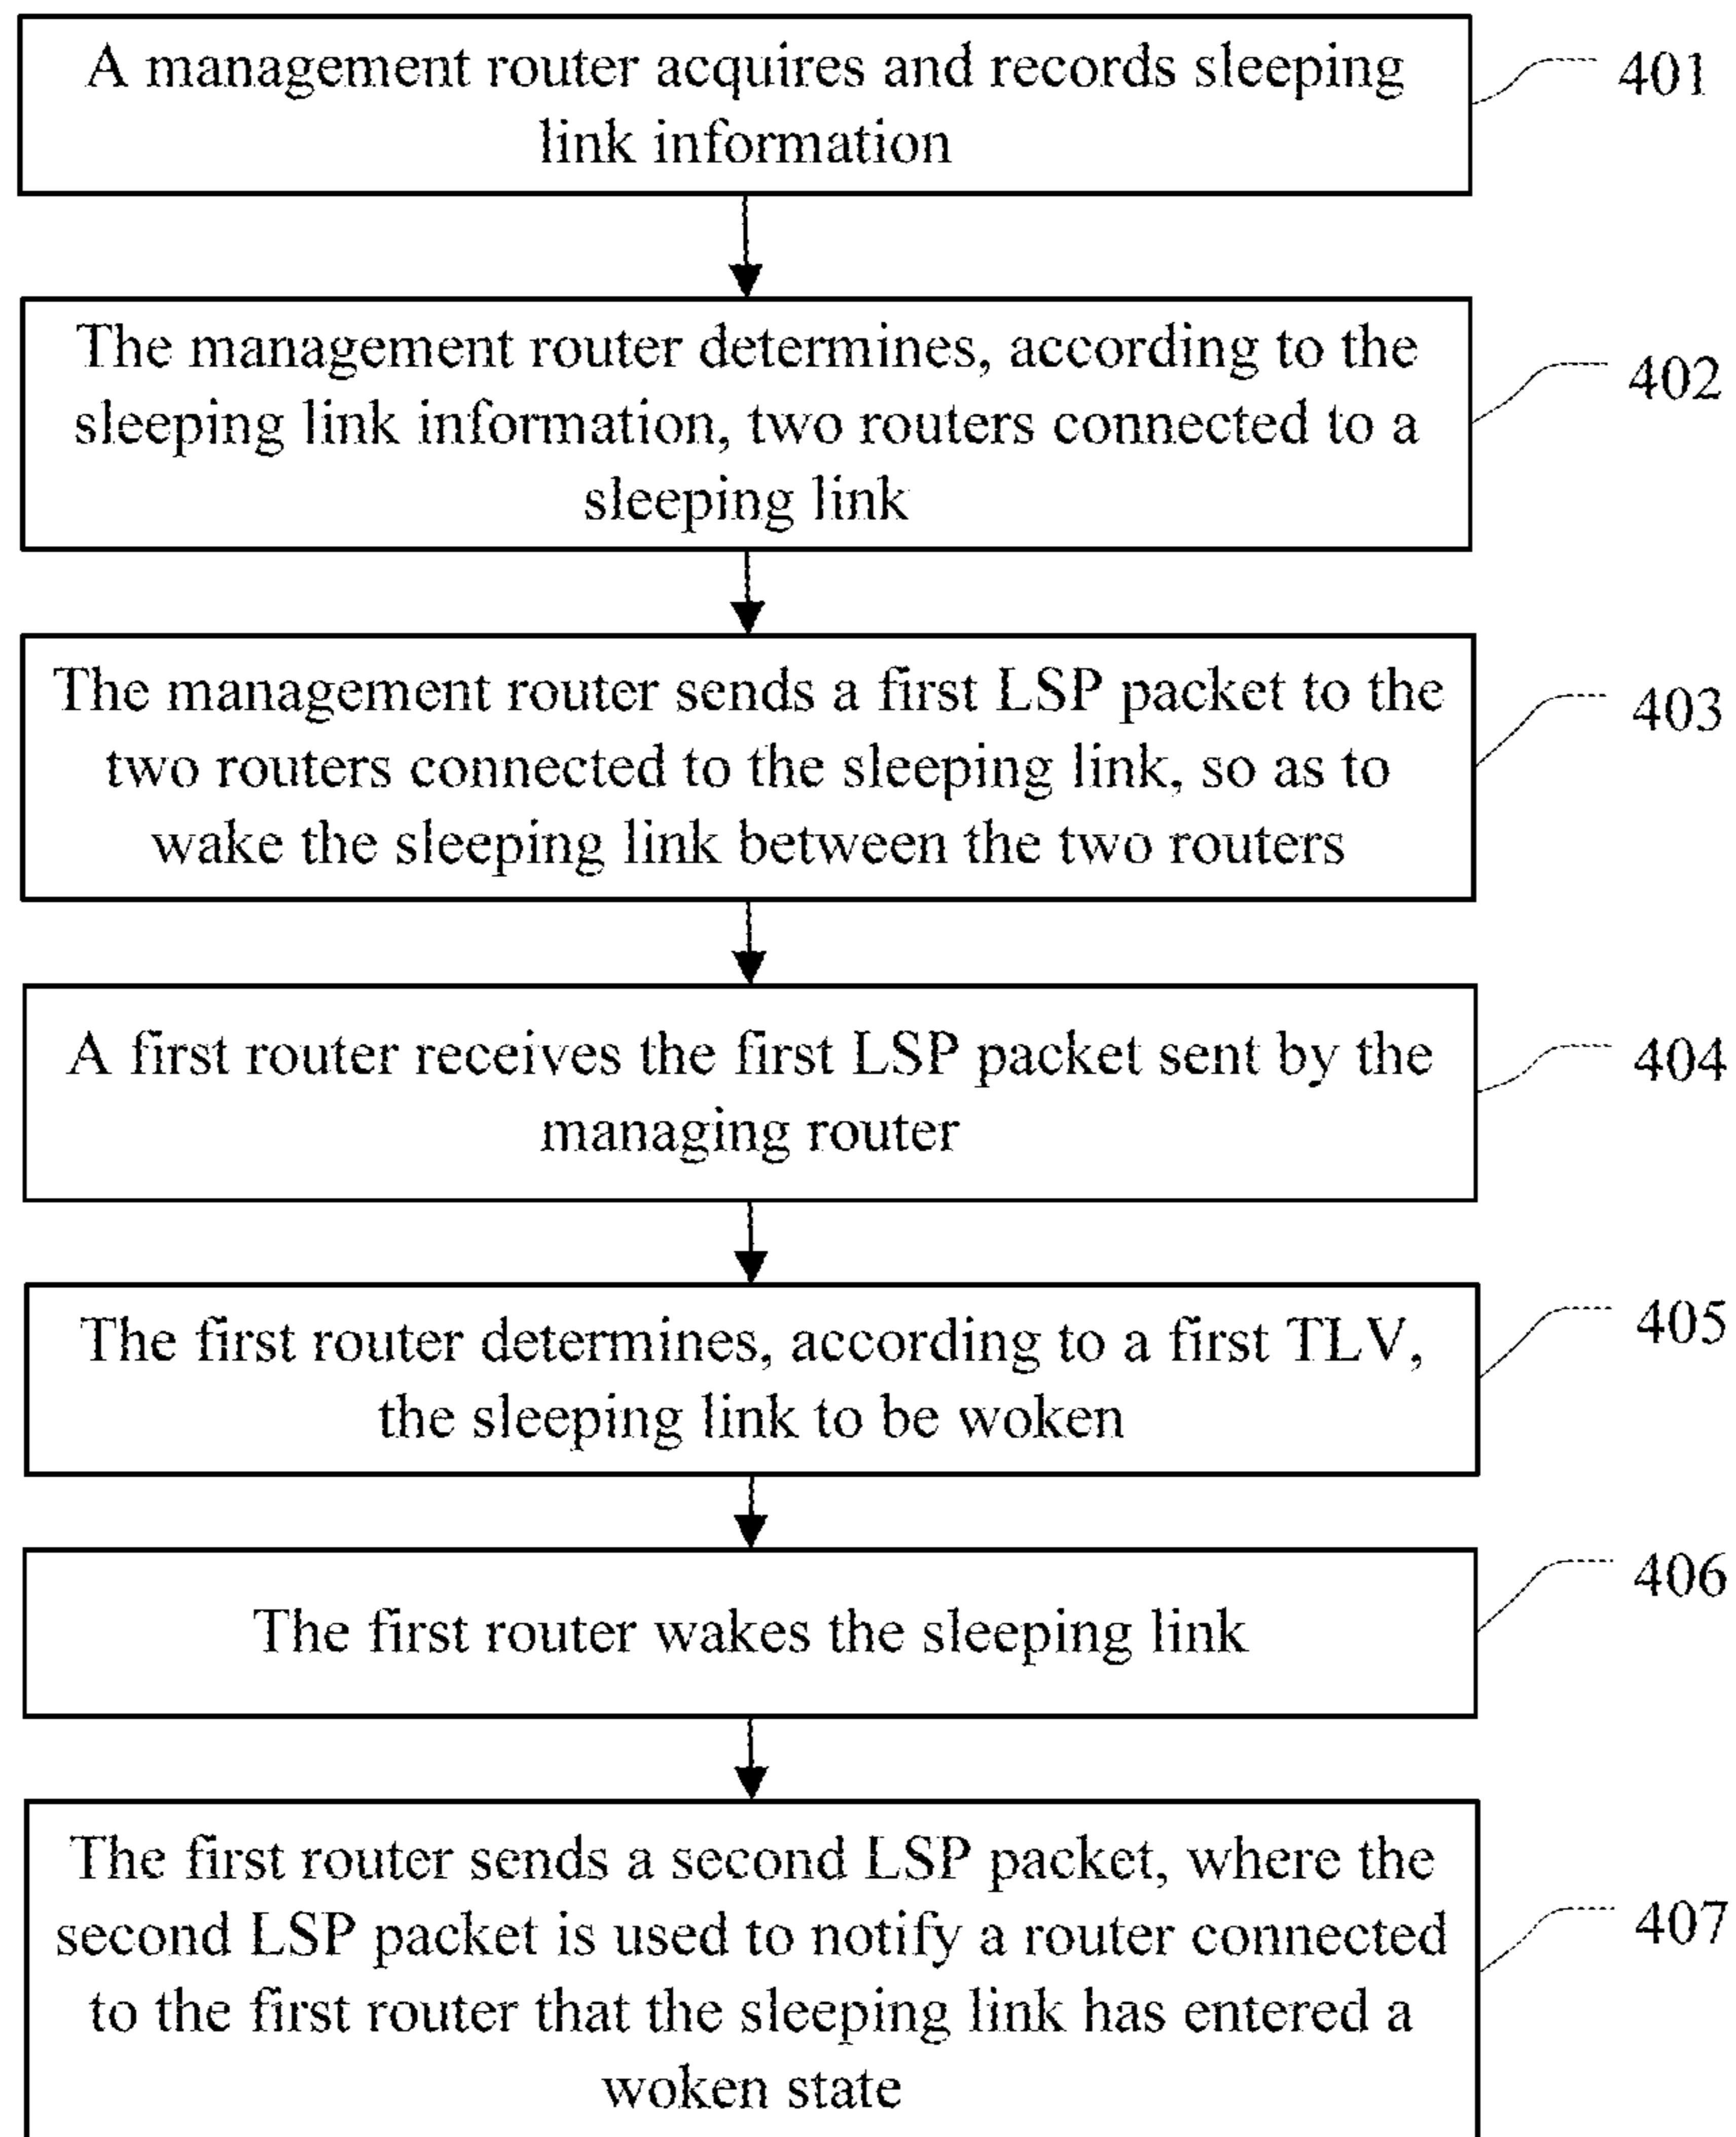 A management router acquires and records sleeping
link information
401
The management router determines, according to the
sleeping link information, two routers connected to a
sleeping link
402
The management router sends a first LSP packet to the
two routers connected to the sleeping link, so as to
wake the sleeping link between the two routers
403
A first router receives the first LSP packet sent by the
managing router
404
The first router determines, according to a first TLV,
the sleeping link to be woken
405
The first router wakes the sleeping link
406
The first router sends a second LSP packet, where the
second LSP packet is used to notify a router connected
to the first router that the sleeping link has entered a
woken state
407